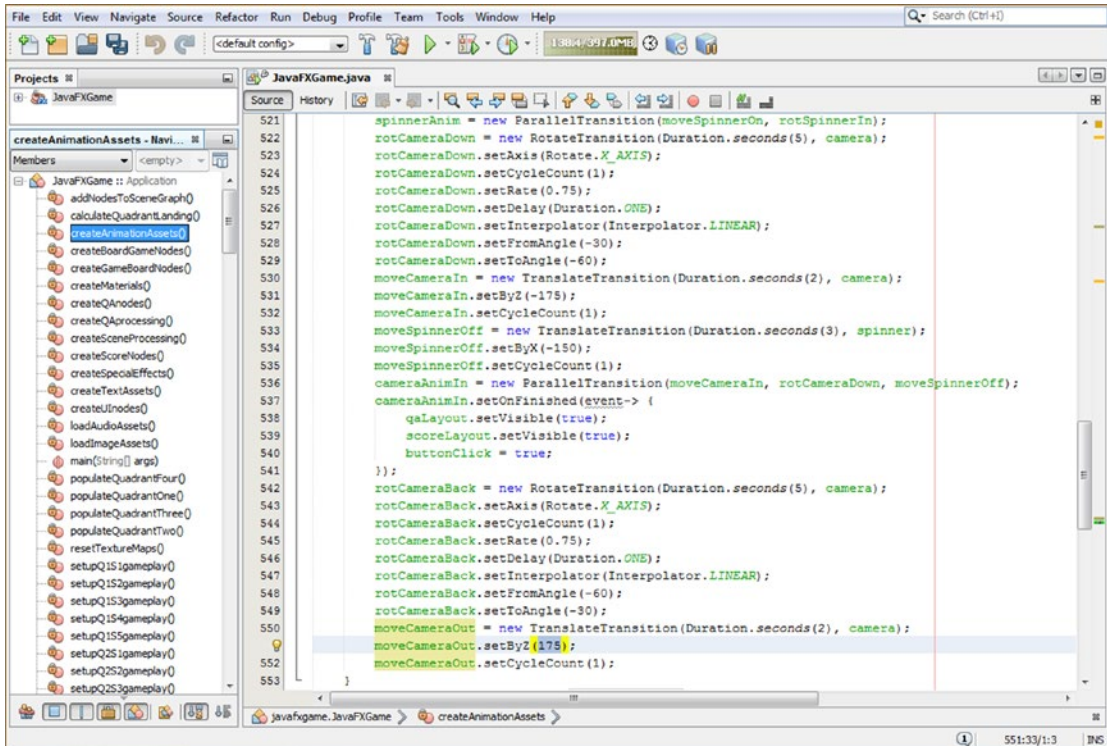 File Edit View Navigate Source Refactor Run Debug Profile Team Tools Window Help
Search (Ctrl+I)
<default config>
138.4/397.0MB
Projects
JavaFXGame
createAnimationAssets - Navi...
Members
<empty>
JavaFXGame :: Application
addNodesToSceneGraph()
calculateQuadrantLanding()
createAnimationAssets()
createBoardGameNodes()
createGameBoardNodes()
createMaterials()
createQAnodes()
createQAprocessing()
createSceneProcessing()
createScoreNodes()
createSpecialEffects()
createTextAssets()
createUInodes()
loadAudioAssets()
loadImageAssets()
main(String[] args)
populateQuadrantFour()
populateQuadrantOne()
populateQuadrantThree()
populateQuadrantTwo()
resetTextureMaps()
setupQ1S1gameplay()
setupQ1S2gameplay()
setupQ1S3gameplay()
setupQ1S4gameplay()
setupQ1S5gameplay()
setupQ2S1gameplay()
setupQ2S2gameplay()
setupQ2S3gameplay()
JavaFXGame.java
Source History
521 spinnerAnim = new ParallelTransition(moveSpinnerOn, rotSpinnerIn);
522 rotCameraDown = new RotateTransition(Duration.seconds(5), camera);
523 rotCameraDown.setAxis(Rotate.X_AXIS);
524 rotCameraDown.setCycleCount(1);
525 rotCameraDown.setRate(0.75);
526 rotCameraDown.setDelay(Duration.ONE);
527 rotCameraDown.setInterpolator(Interpolator.LINEAR);
528 rotCameraDown.setFromAngle(-30);
529 rotCameraDown.setToAngle(-60);
530 moveCameraIn = new TranslateTransition(Duration.seconds(2), camera);
531 moveCameraIn.setByZ(-175);
532 moveCameraIn.setCycleCount(1);
533 moveSpinnerOff = new TranslateTransition(Duration.seconds(3), spinner);
534 moveSpinnerOff.setByX(-150);
535 moveSpinnerOff.setCycleCount(1);
536 cameraAnimIn = new ParallelTransition(moveCameraIn, rotCameraDown, moveSpinnerOff);
537 cameraAnimIn.setOnFinished(event-> {
538 qaLayout.setVisible(true);
539 scoreLayout.setVisible(true);
540 buttonClick = true;
541 });
542 rotCameraBack = new RotateTransition(Duration.seconds(5), camera);
543 rotCameraBack.setAxis(Rotate.X_AXIS);
544 rotCameraBack.setCycleCount(1);
545 rotCameraBack.setRate(0.75);
546 rotCameraBack.setDelay(Duration.ONE);
547 rotCameraBack.setInterpolator(Interpolator.LINEAR);
548 rotCameraBack.setFromAngle(-60);
549 rotCameraBack.setToAngle(-30);
550 moveCameraOut = new TranslateTransition(Duration.seconds(2), camera);
moveCameraOut.setByZ(175);
552 moveCameraOut.setCycleCount(1);
553 }
javafxgame.JavaFXGame createAnimationAssets
1 551:33/1:3 INS